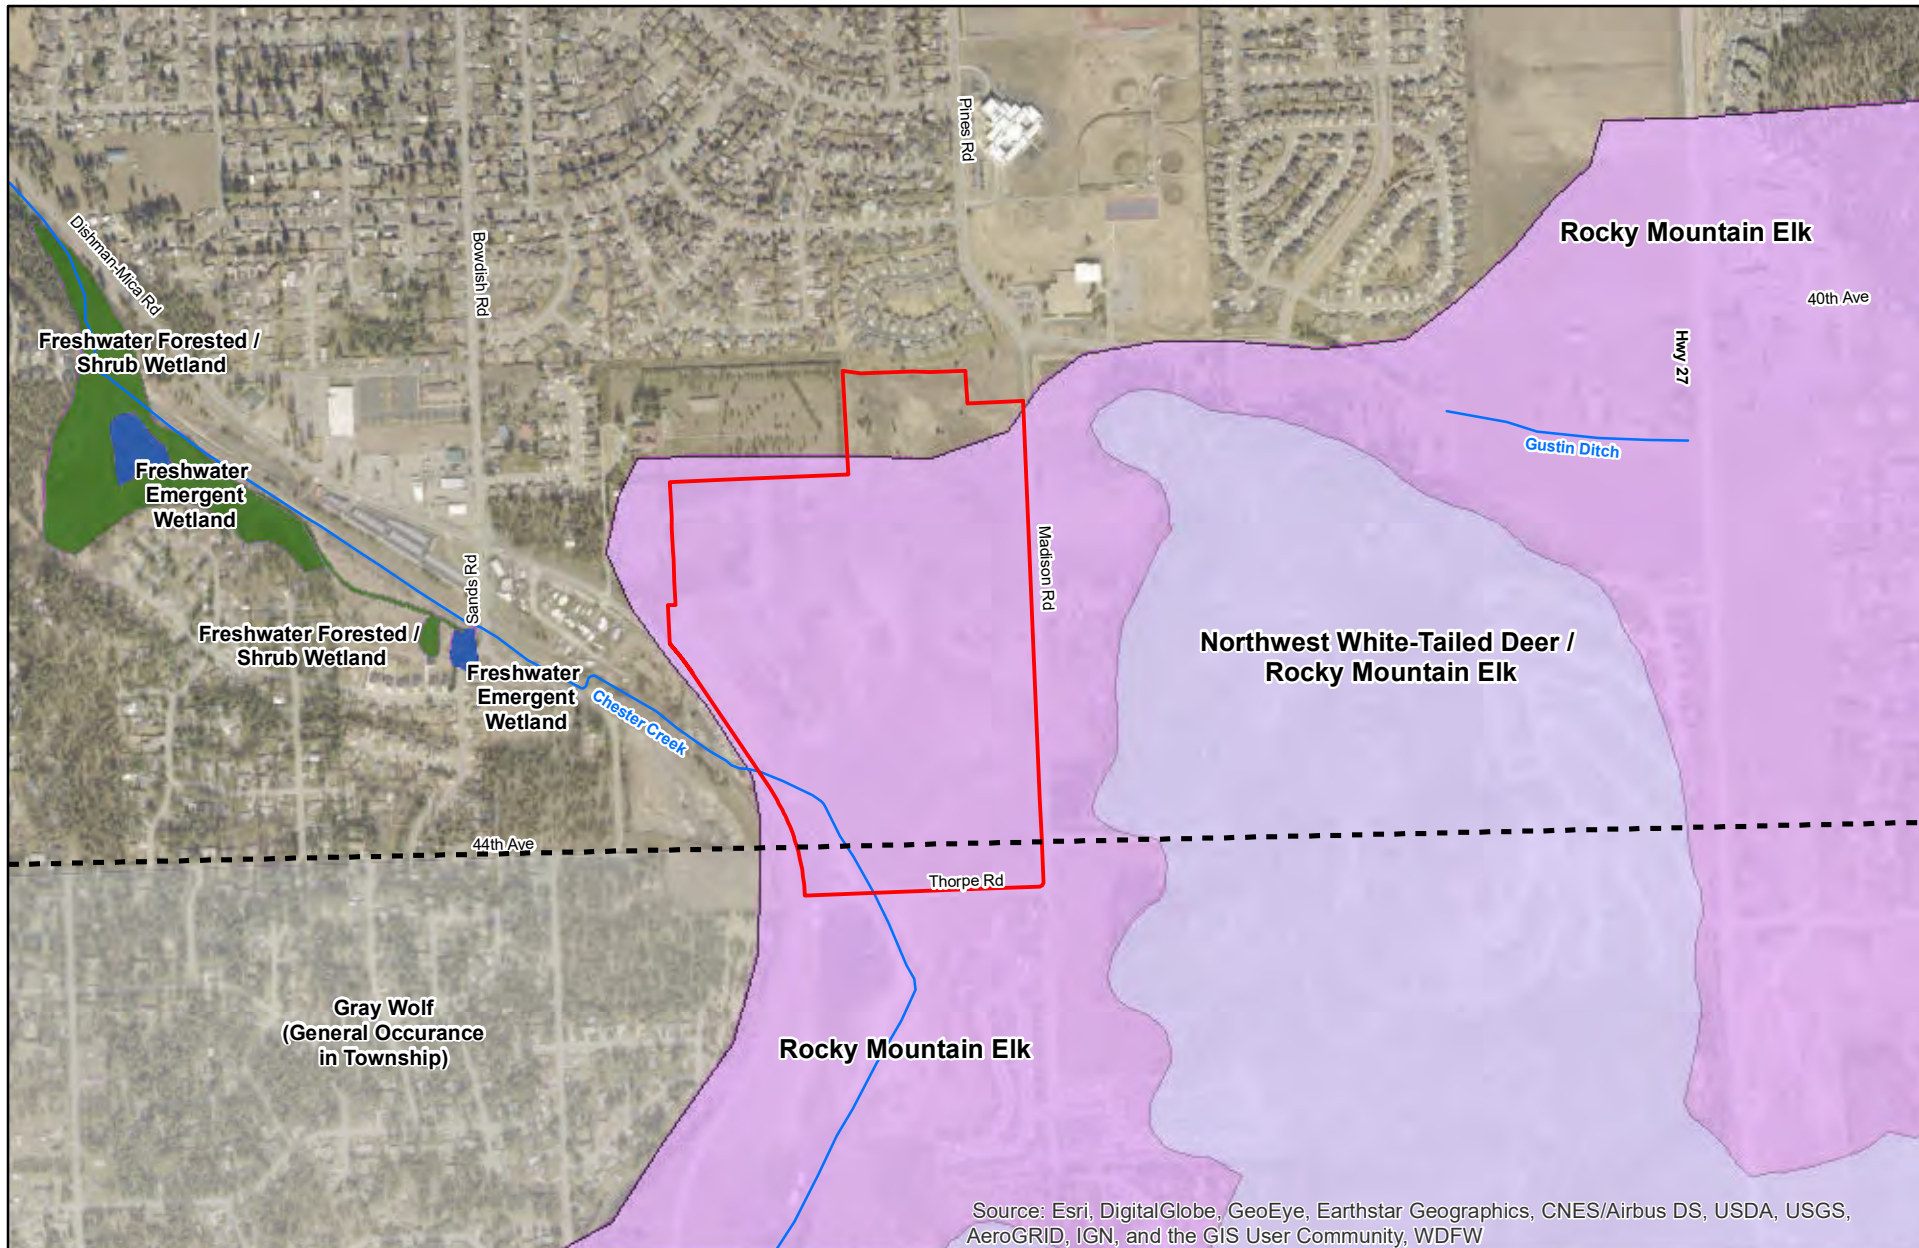 Pines Rd
Dishman-Mica Rd
Bowdish Rd
Rocky Mountain Elk
40th Ave
Hwy 27
Freshwater Forested /
Shrub Wetland
Gustin Ditch
Freshwater
Emergent
Wetland
Madison Rd
Sands Rd
Freshwater Forested /
Shrub Wetland
Northwest White-Tailed Deer /
Rocky Mountain Elk
Freshwater
Emergent
Wetland
Chester Creek
44th Ave
Thorpe Rd
Gray Wolf
(General Occurance
in Township)
Rocky Mountain Elk
Source: Esri, DigitalGlobe, GeoEye, Earthstar Geographics, CNES/Airbus DS, USDA, USGS,
AeroGRID, IGN, and the GIS User Community, WDFW